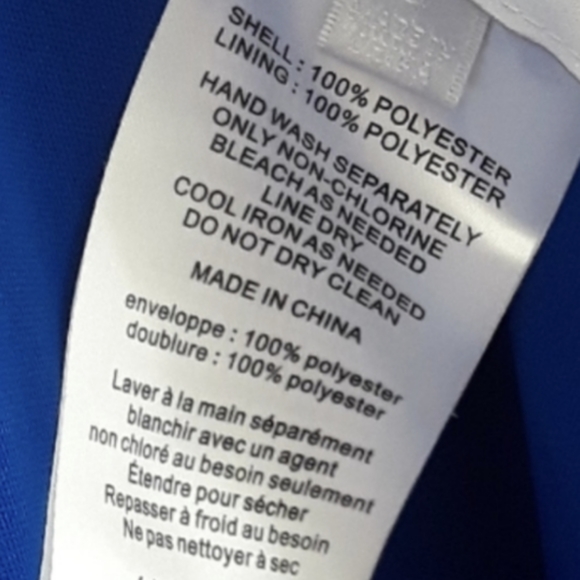 SHELL : 100% POLYESTER
LINING : 100% POLYESTER
HAND WASH SEPARATELY
ONLY NON-CHLORINE
BLEACH AS NEEDED
LINE DRY
COOL IRON AS NEEDED
DO NOT DRY CLEAN
MADE IN CHINA
enveloppe : 100% polyester
doublure : 100% polyester
Laver à la main séparément
blanchir avec un agent
non chloré au besoin seulement
Étendre pour sécher
Repasser à froid au besoin
Ne pas nettoyer à sec